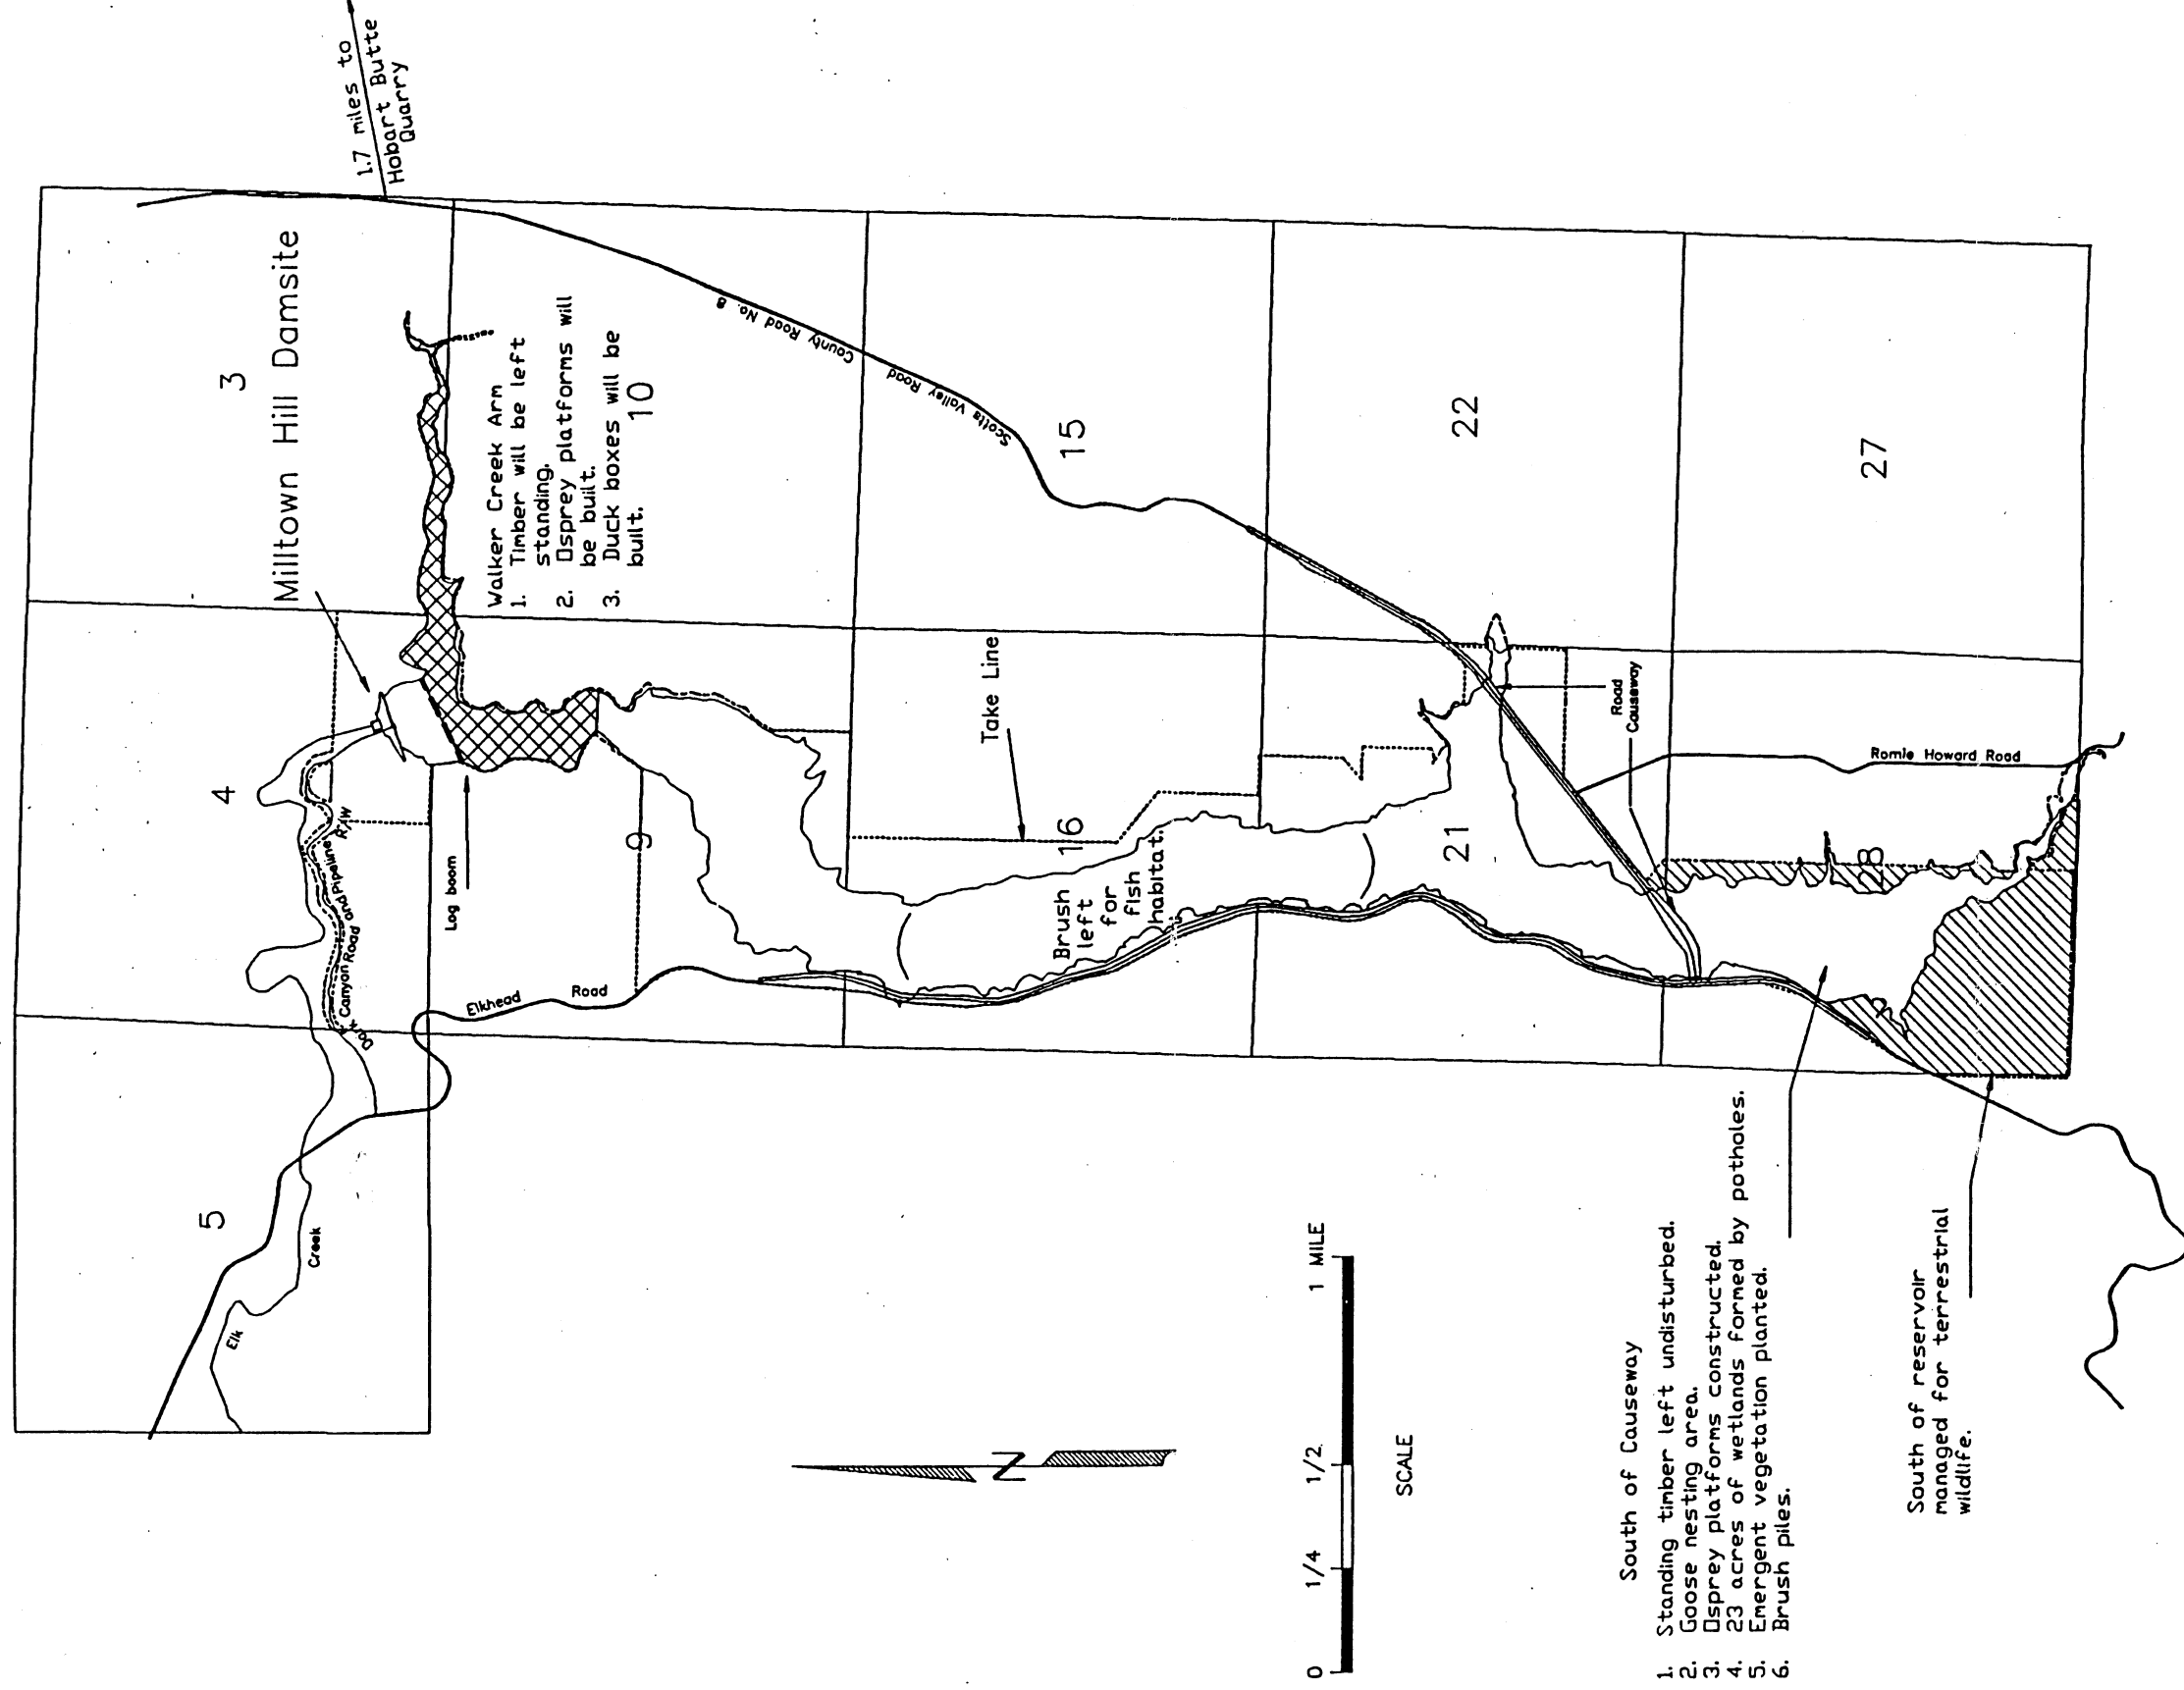 1.7 miles to
Hobart Butte
Quarry
3
Milltown Hill Damsite
4
5
Walker Creek Arm
1. Timber will be left
standing.
2. Osprey platforms will
be built.
3. Duck boxes will be
built.
10
County Road No. 8
Scotts Valley Road
15
22
27
Canyon Road and Pipeline R/W
Log boom
9
Elkhead Road
Elk
Creek
Take Line
16
Brush
left
for
fish
habitat.
21
Road
Causeway
Romie Howard Road
28
N
0 1/4 1/2 1 MILE
SCALE
South of Causeway
1. Standing timber left undisturbed.
2. Goose nesting area.
3. Osprey platforms constructed.
4. 23 acres of wetlands formed by potholes.
5. Emergent vegetation planted.
6. Brush piles.
South of reservoir
managed for terrestrial
wildlife.